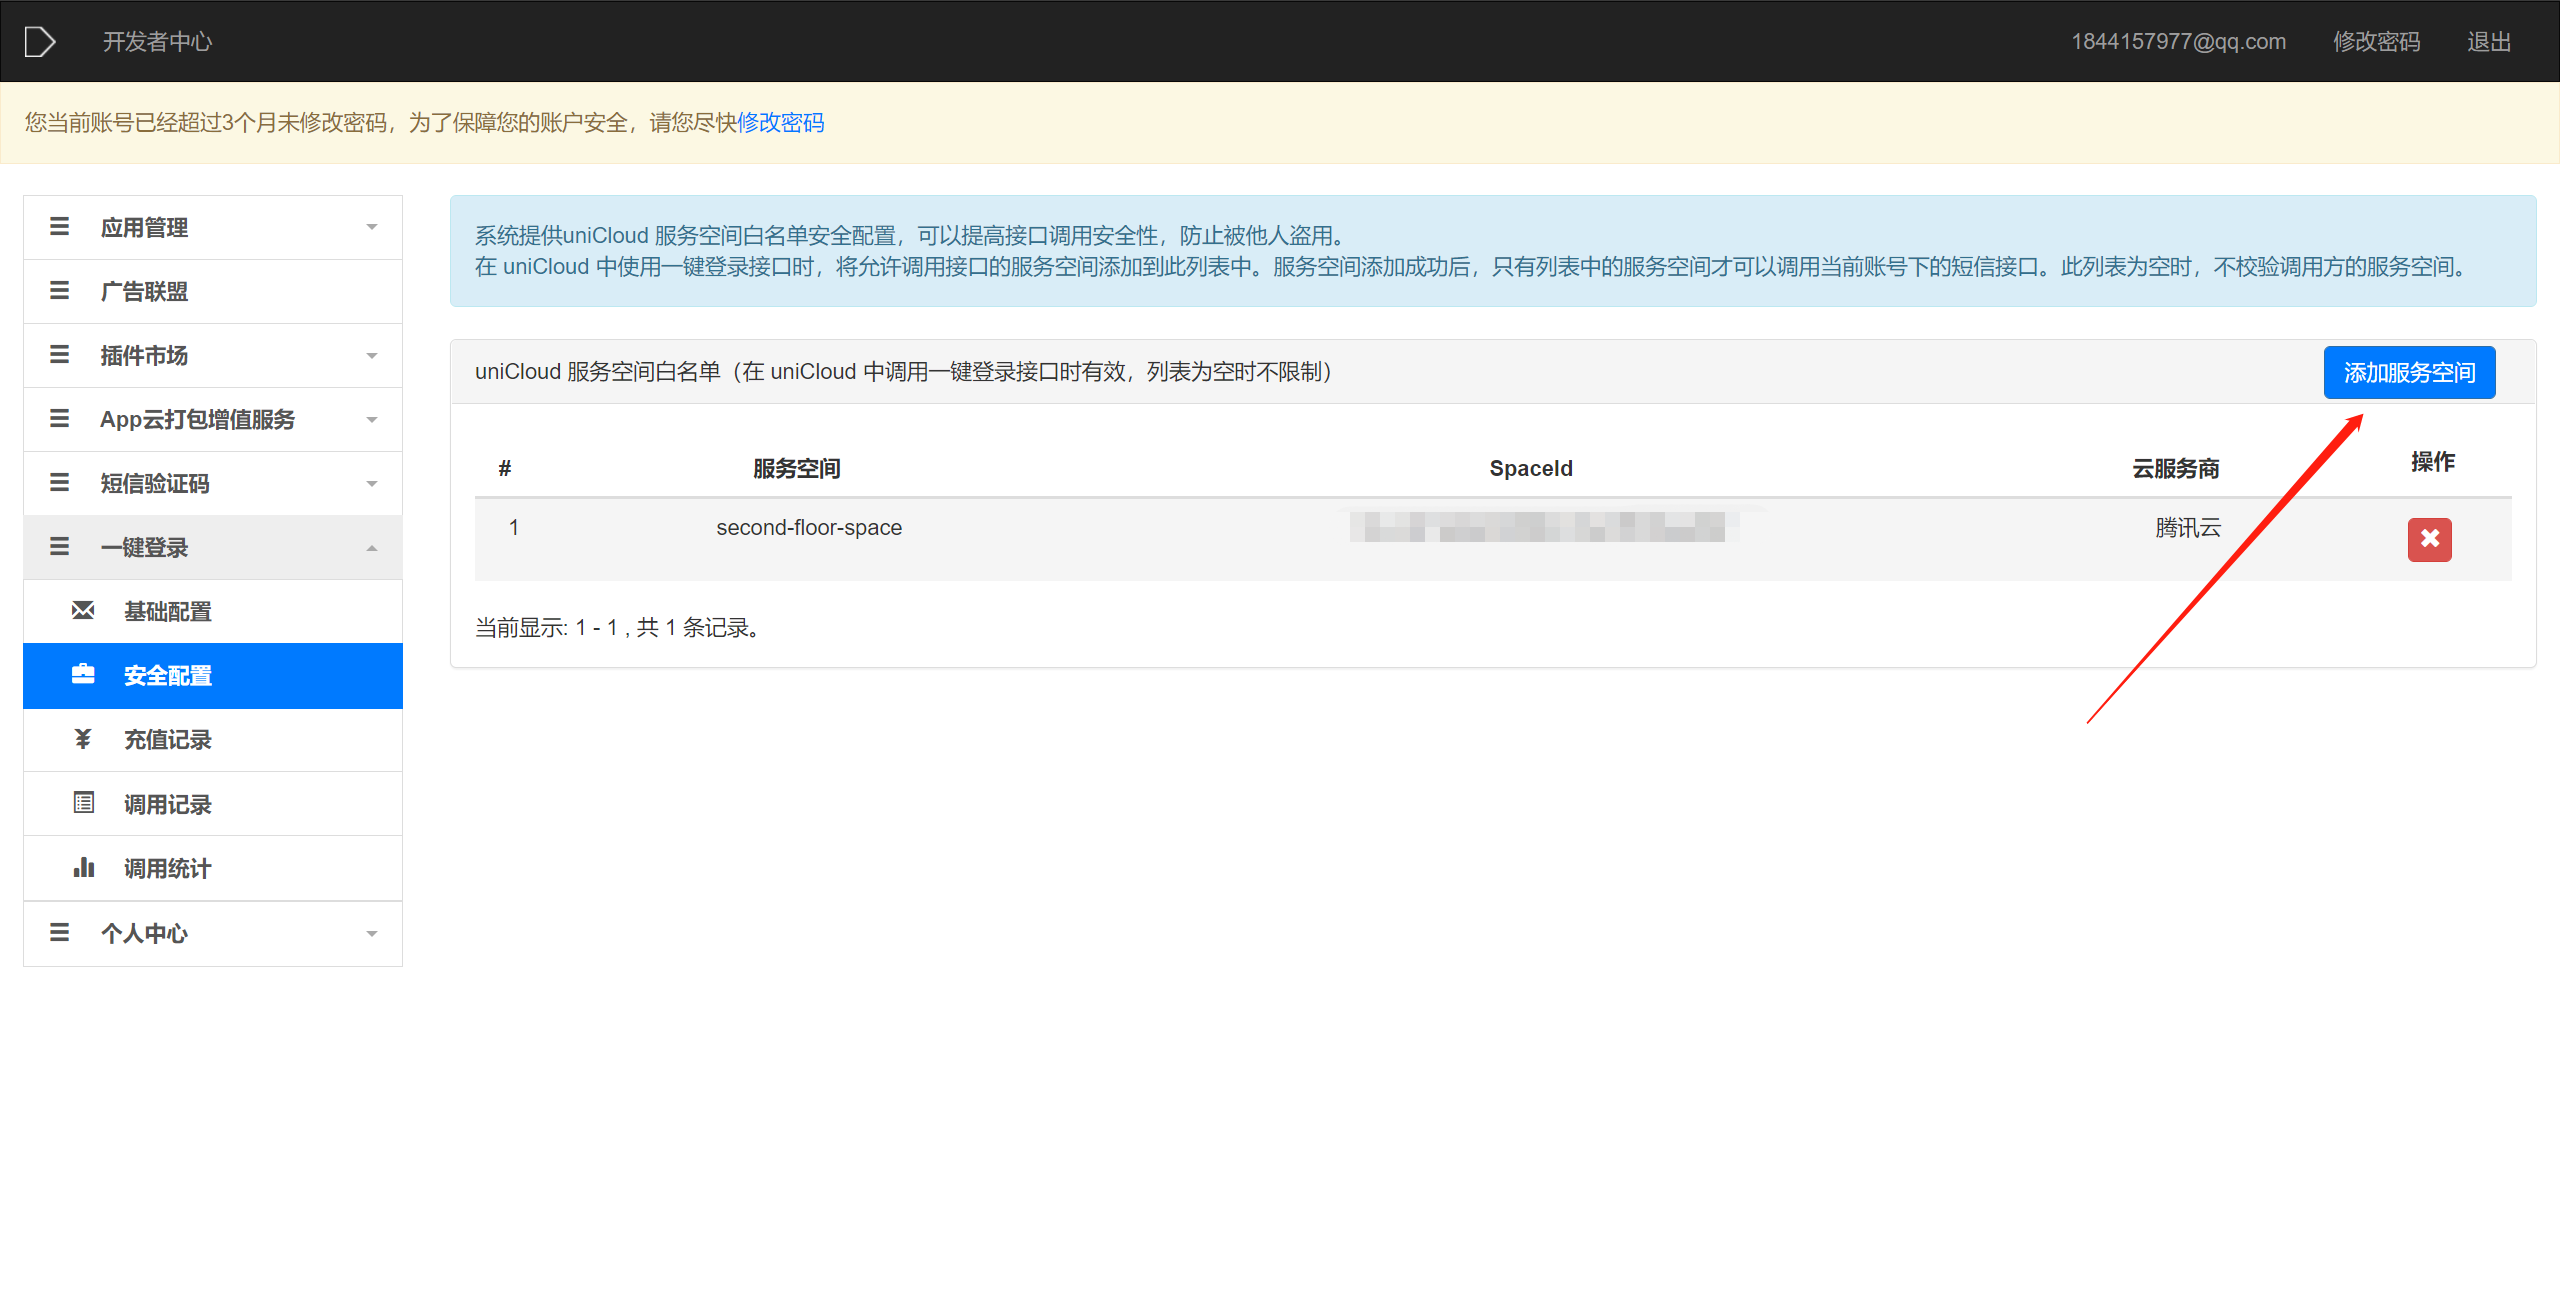 开发者中心
1844157977@qq.com
修改密码
退出
您当前账号已经超过3个月未修改密码，为了保障您的账户安全，请您尽快修改密码
应用管理
广告联盟
插件市场
App云打包增值服务
短信验证码
一键登录
基础配置
安全配置
充值记录
调用记录
调用统计
个人中心
系统提供uniCloud 服务空间白名单安全配置，可以提高接口调用安全性，防止被他人盗用。
在 uniCloud 中使用一键登录接口时，将允许调用接口的服务空间添加到此列表中。服务空间添加成功后，只有列表中的服务空间才可以调用当前账号下的短信接口。此列表为空时，不校验调用方的服务空间。
uniCloud 服务空间白名单（在 uniCloud 中调用一键登录接口时有效，列表为空时不限制）
添加服务空间
# 服务空间 SpaceId 云服务商 操作
1 second-floor-space 腾讯云
当前显示: 1 - 1 , 共 1 条记录。